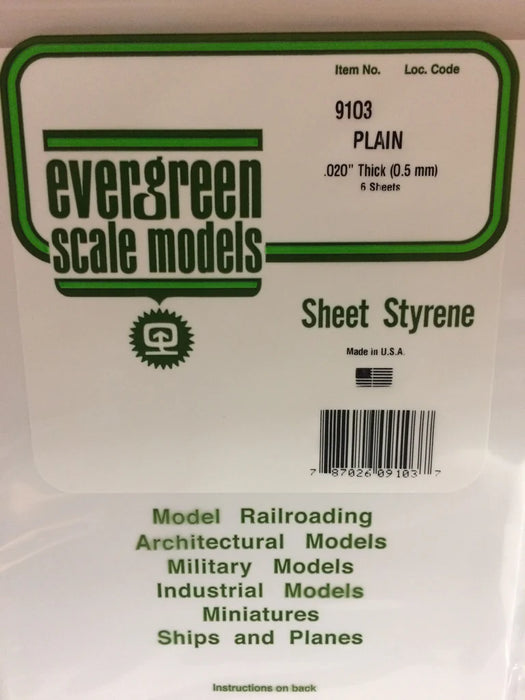 Item No. Loc. Code
9103
PLAIN
.020" Thick (0.5 mm)
6 Sheets
evergreen
scale models
Sheet Styrene
Made in U.S.A.
7 87026 09103 7
Model Railroading
Architectural Models
Military Models
Industrial Models
Miniatures
Ships and Planes
Instructions on back